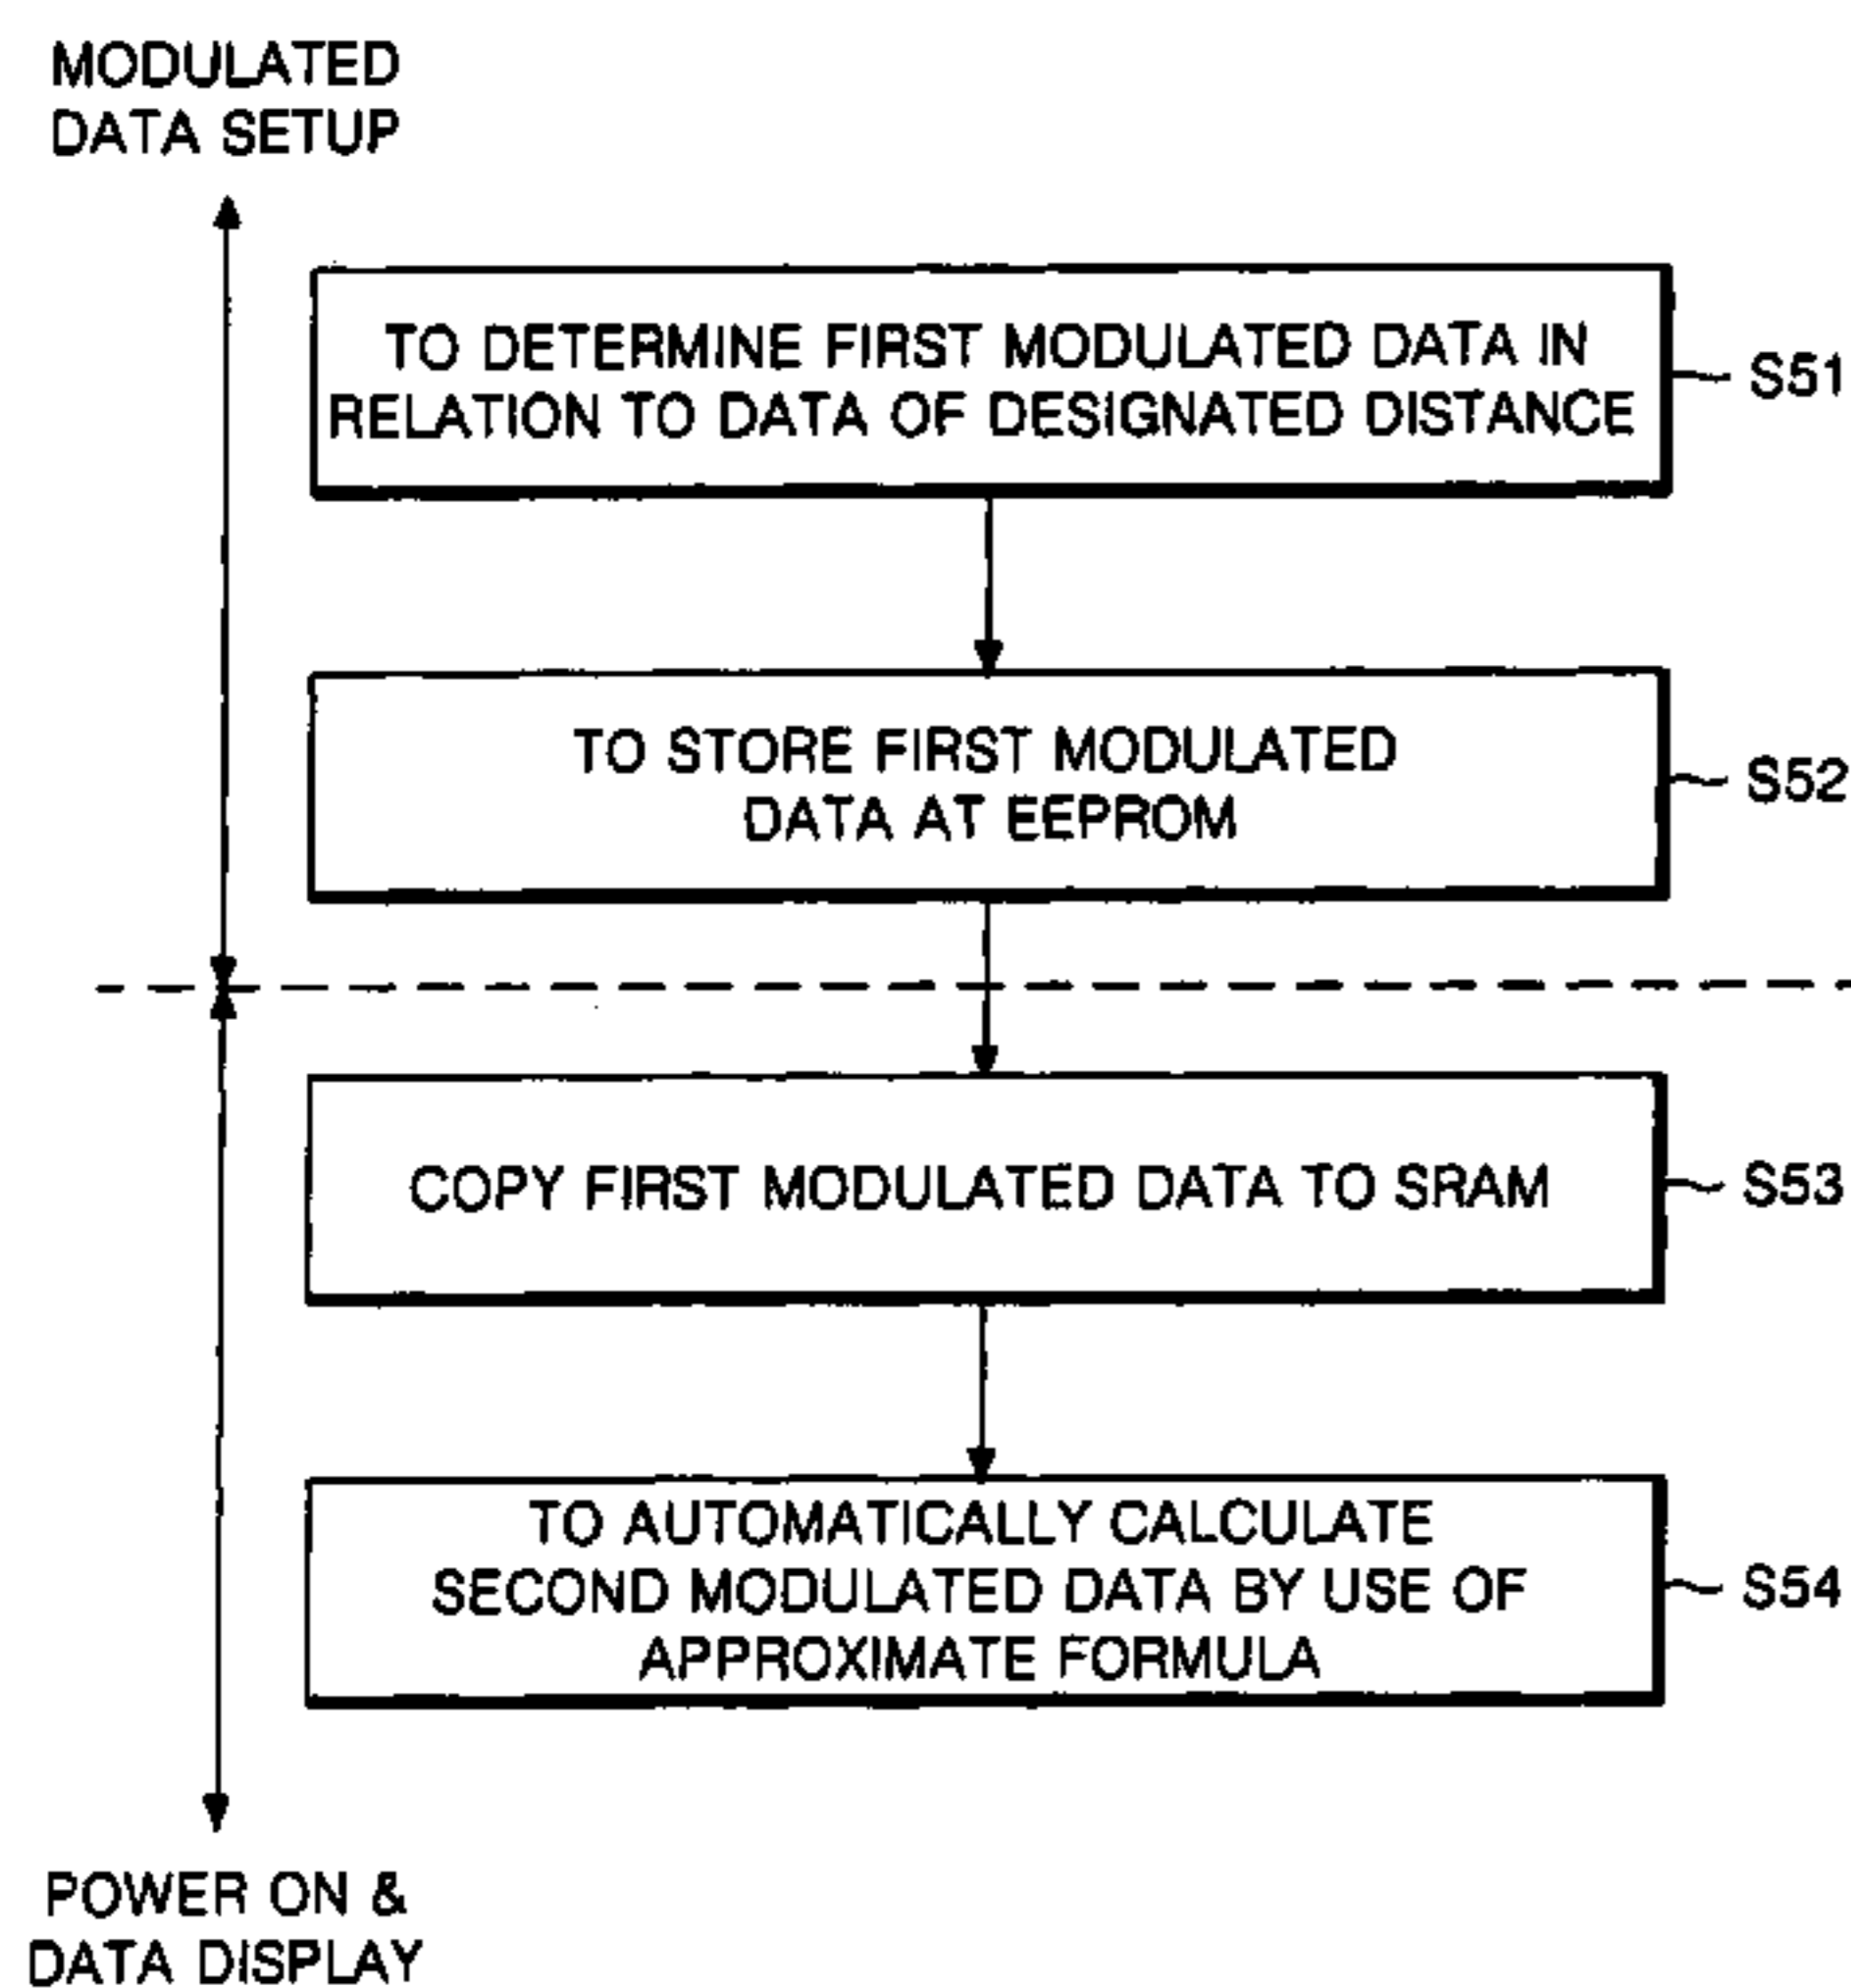 MODULATED
DATA SETUP
TO DETERMINE FIRST MODULATED DATA IN
RELATION TO DATA OF DESIGNATED DISTANCE
S51
TO STORE FIRST MODULATED
DATA AT EEPROM
S52
COPY FIRST MODULATED DATA TO SRAM
S53
TO AUTOMATICALLY CALCULATE
SECOND MODULATED DATA BY USE OF
APPROXIMATE FORMULA
S54
POWER ON &
DATA DISPLAY